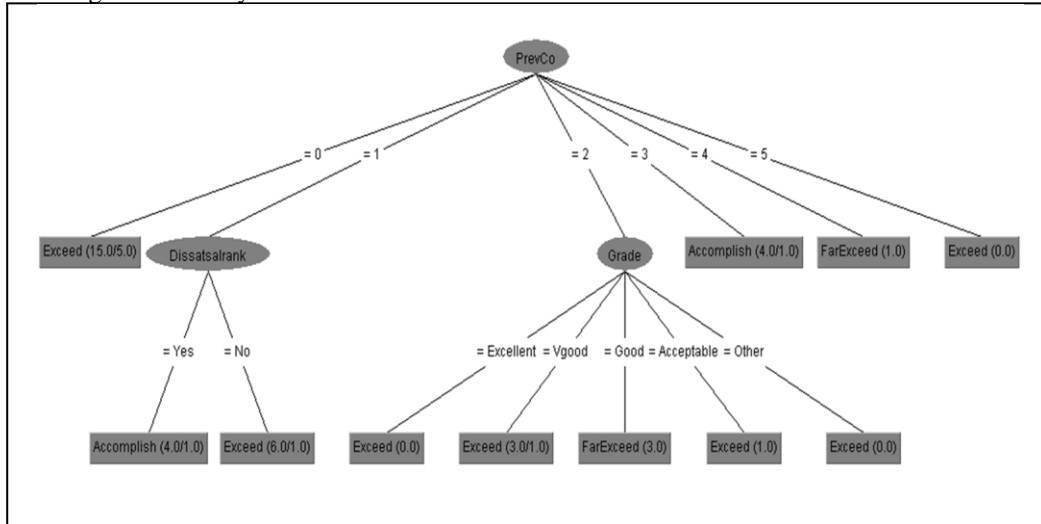 PrevCo
= 0
= 1
= 2
= 3
= 4
= 5
Exceed (15.0/5.0)
Dissatsalrank
Grade
Accomplish (4.0/1.0)
FarExceed (1.0)
Exceed (0.0)
= Yes
= No
= Excellent
= Vgood
= Good
= Acceptable
= Other
Accomplish (4.0/1.0)
Exceed (6.0/1.0)
Exceed (0.0)
Exceed (3.0/1.0)
FarExceed (3.0)
Exceed (1.0)
Exceed (0.0)